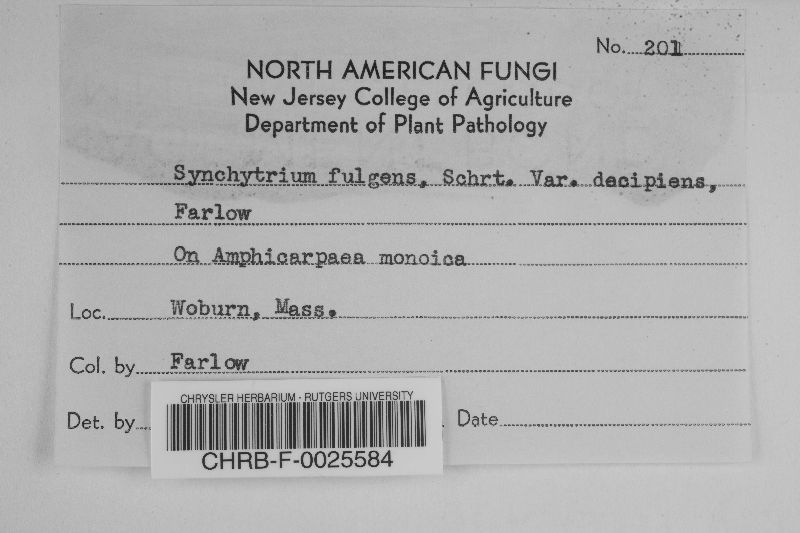 No. 201
NORTH AMERICAN FUNGI
New Jersey College of Agriculture
Department of Plant Pathology
Synchytrium fulgens, Schrt. Var. decipiens,
Farlow
On Amphicarpaea monoica
Loc. Woburn, Mass.
Col. by Farlow
Det. by
Date
CHRYSLER HERBARIUM - RUTGERS UNIVERSITY
CHRB-F-0025584